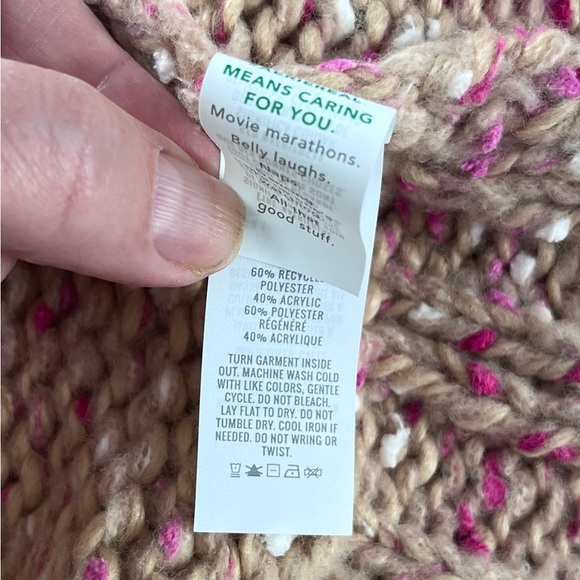 MEANS CARING
FOR YOU.
Movie marathons.
Belly laughs.
Naps.
All that
good stuff.
60% RECYCLED
POLYESTER
40% ACRYLIC
60% POLYESTER
RÉGÉNÉRÉ
40% ACRYLIQUE
TURN GARMENT INSIDE
OUT. MACHINE WASH COLD
WITH LIKE COLORS, GENTLE
CYCLE. DO NOT BLEACH.
LAY FLAT TO DRY. DO NOT
TUMBLE DRY. COOL IRON IF
NEEDED. DO NOT WRING OR
TWIST.